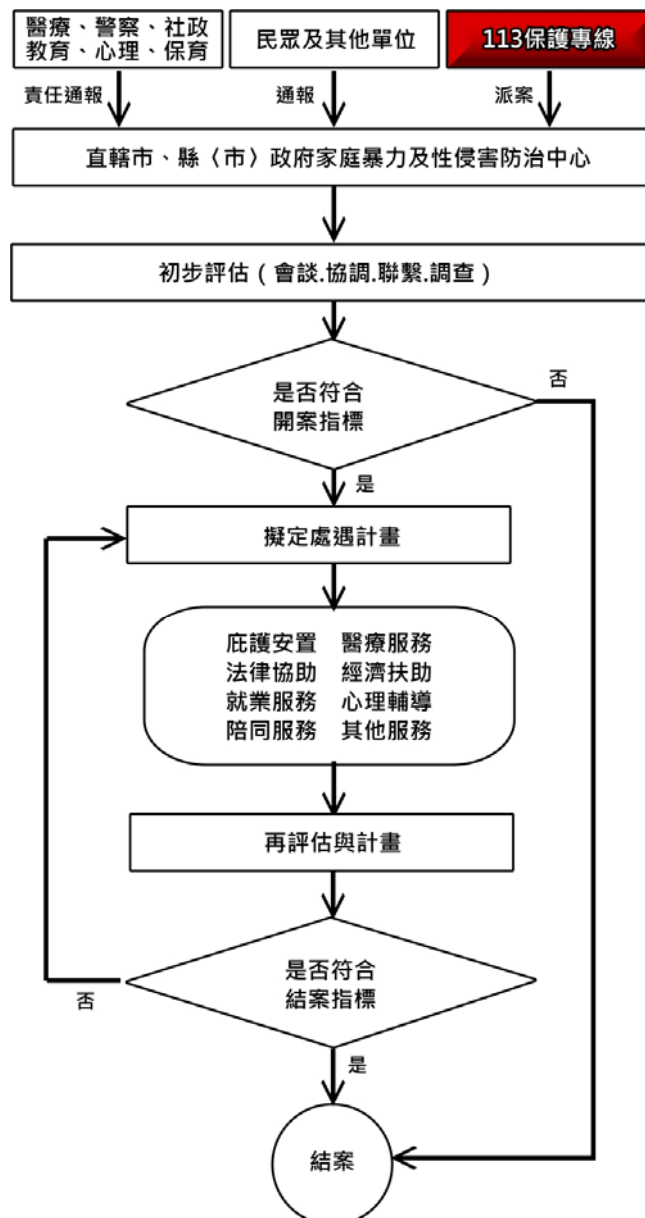 醫療、警察、社政
教育、心理、保育
民眾及其他單位
113保護專線
責任通報
通報
派案
直轄市、縣〈市〉政府家庭暴力及性侵害防治中心
初步評估（會談.協調.聯繫.調查）
是否符合
開案指標
否
是
擬定處遇計畫
庇護安置 醫療服務
法律協助 經濟扶助
就業服務 心理輔導
陪同服務 其他服務
再評估與計畫
是否符合
結案指標
否
是
結案